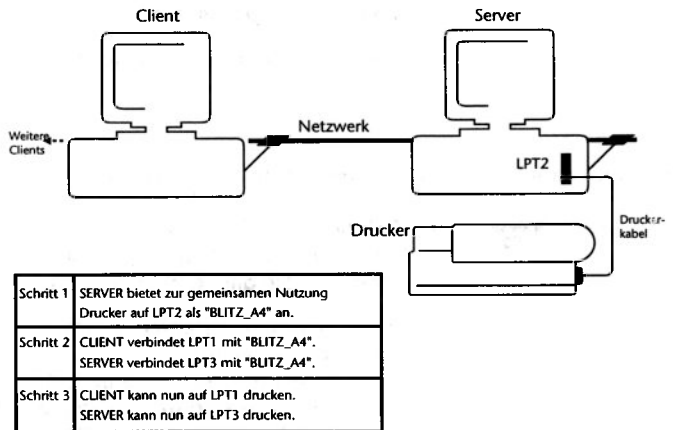 Client
Server
Weitere
Clients
Netzwerk
LPT2
Drucker
Drucker-
kabel
Schritt 1 SERVER bietet zur gemeinsamen Nutzung
Drucker auf LPT2 als "BLITZ_A4" an.
Schritt 2 CLIENT verbindet LPT1 mit "BLITZ_A4".
SERVER verbindet LPT3 mit "BLITZ_A4".
Schritt 3 CLIENT kann nun auf LPT1 drucken.
SERVER kann nun auf LPT3 drucken.